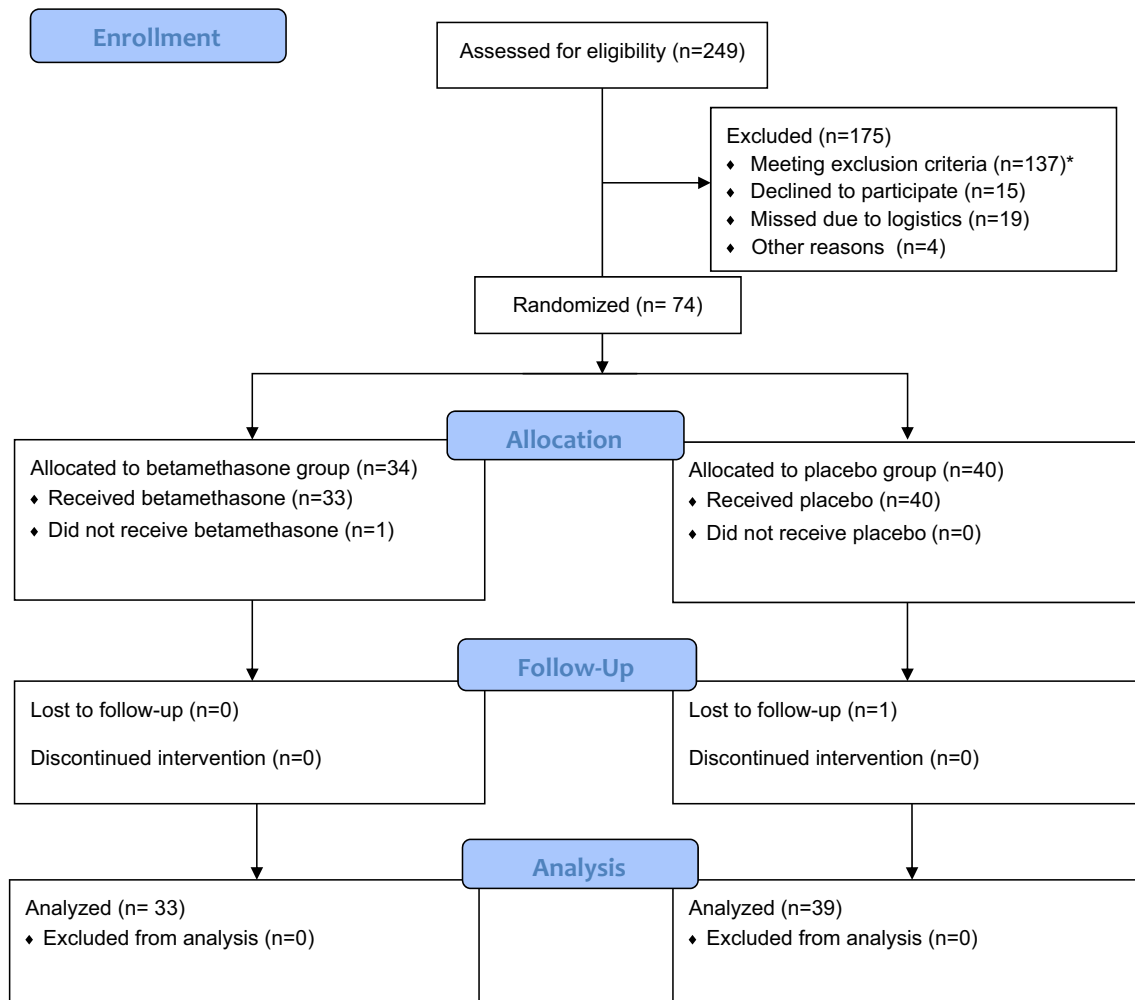 Enrollment
Assessed for eligibility (n=249)
Excluded (n=175)
♦ Meeting exclusion criteria (n=137)*
♦ Declined to participate (n=15)
♦ Missed due to logistics (n=19)
♦ Other reasons (n=4)
Randomized (n= 74)
Allocation
Allocated to betamethasone group (n=34)
♦ Received betamethasone (n=33)
♦ Did not receive betamethasone (n=1)
Allocated to placebo group (n=40)
♦ Received placebo (n=40)
♦ Did not receive placebo (n=0)
Follow-Up
Lost to follow-up (n=0)
Discontinued intervention (n=0)
Lost to follow-up (n=1)
Discontinued intervention (n=0)
Analysis
Analyzed (n= 33)
♦ Excluded from analysis (n=0)
Analyzed (n=39)
♦ Excluded from analysis (n=0)